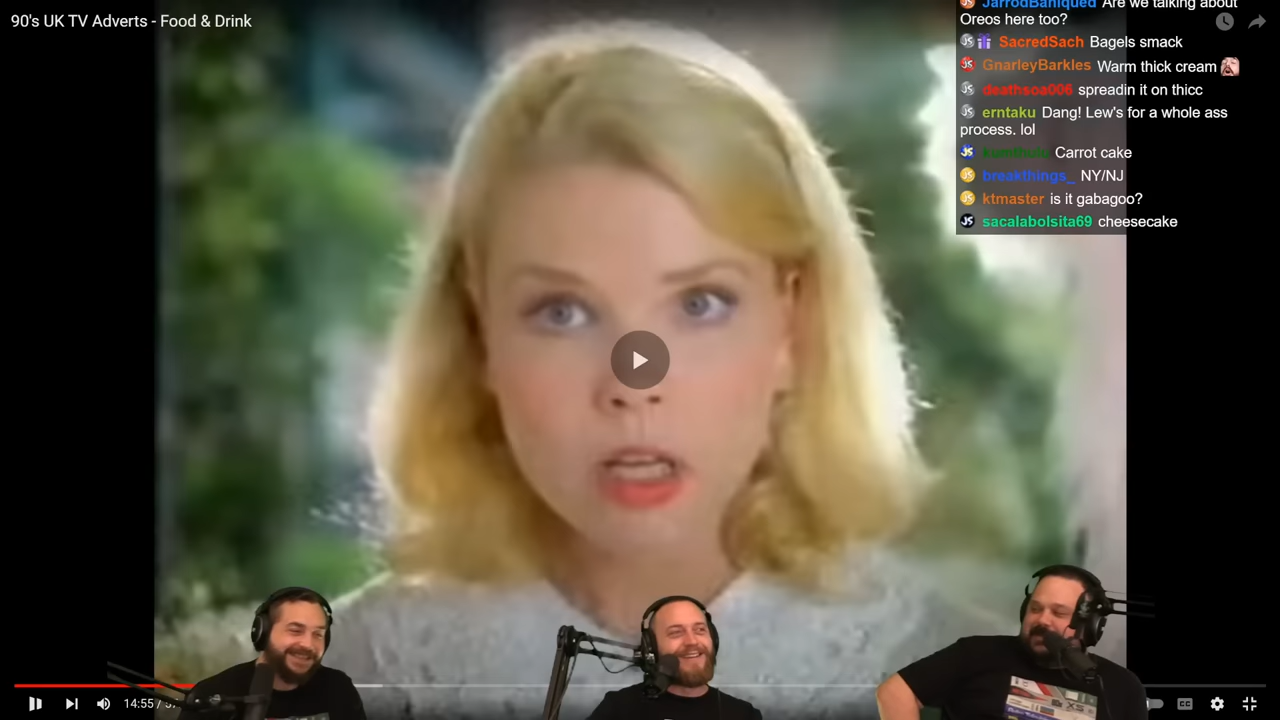 90's UK TV Adverts - Food & Drink
JarrodBaniqued Are we talking about
Oreos here too?
SacredSach Bagels smack
GnarleyBarkles Warm thick cream
deathsoa006 spreadin it on thicc
erntaku Dang! Lew's for a whole ass
process. lol
Carrot cake
breakthings_ NY/NJ
ktmaster is it gabagoo?
sacalabolsita69 cheesecake
14:55 /
CC